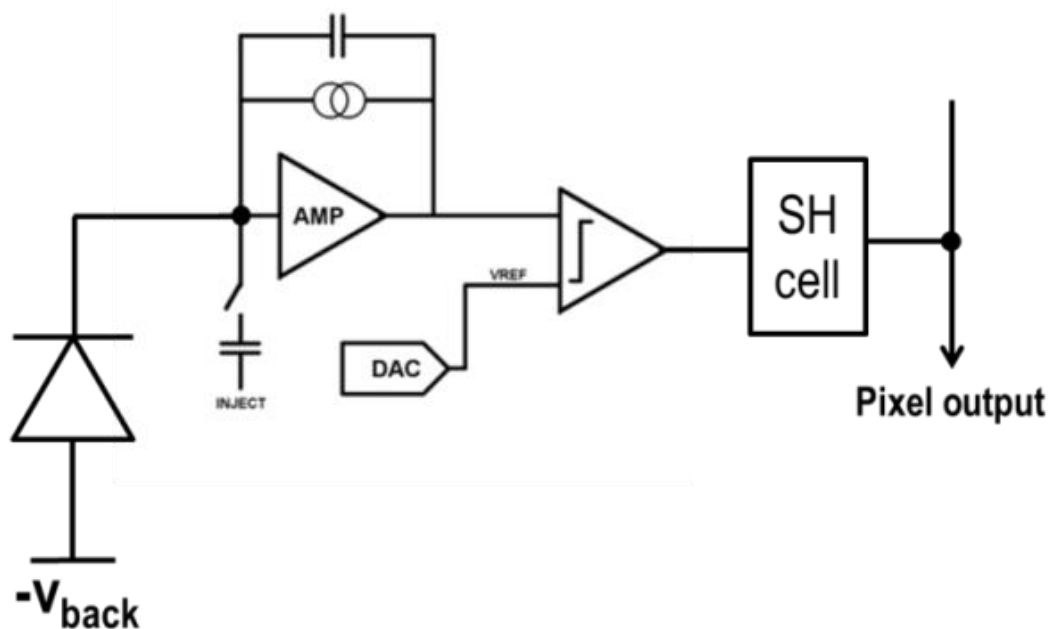 AMP
VREF
DAC
INJECT
SH
cell
Pixel output
-Vback